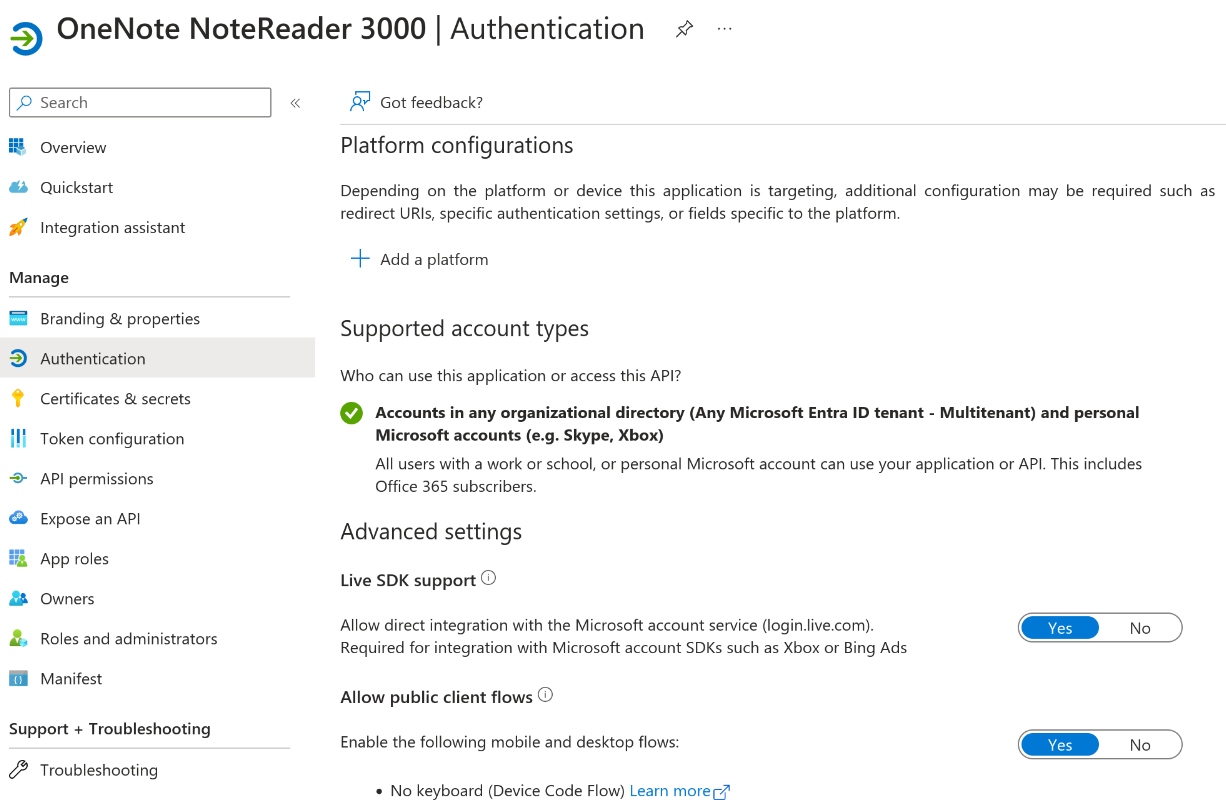 OneNote NoteReader 3000 | Authentication
Search
Overview
Quickstart
Integration assistant
Manage
Branding & properties
Authentication
Certificates & secrets
Token configuration
API permissions
Expose an API
App roles
Owners
Roles and administrators
Manifest
Support + Troubleshooting
Troubleshooting
Got feedback?
Platform configurations
Depending on the platform or device this application is targeting, additional configuration may be required such as
redirect URIs, specific authentication settings, or fields specific to the platform.
Add a platform
Supported account types
Who can use this application or access this API?
Accounts in any organizational directory (Any Microsoft Entra ID tenant - Multitenant) and personal
Microsoft accounts (e.g. Skype, Xbox)
All users with a work or school, or personal Microsoft account can use your application or API. This includes
Office 365 subscribers.
Advanced settings
Live SDK support
Allow direct integration with the Microsoft account service (login.live.com).
Required for integration with Microsoft account SDKs such as Xbox or Bing Ads
Yes No
Allow public client flows
Enable the following mobile and desktop flows:
Yes No
• No keyboard (Device Code Flow) Learn more